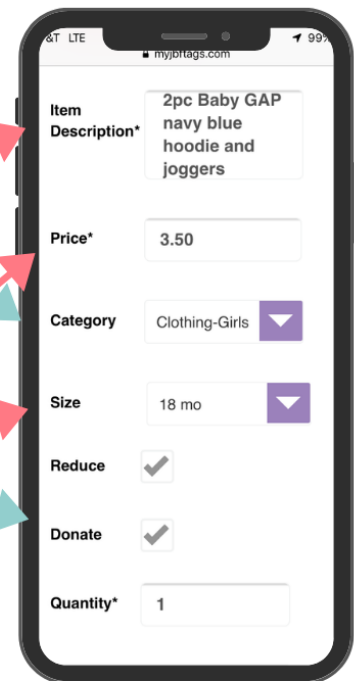 &T LTE 99%
myjbftags.com
Item Description* 2pc Baby GAP
navy blue
hoodie and
joggers
Price* 3.50
Category Clothing-Girls
Size 18 mo
Reduce
Donate
Quantity* 1